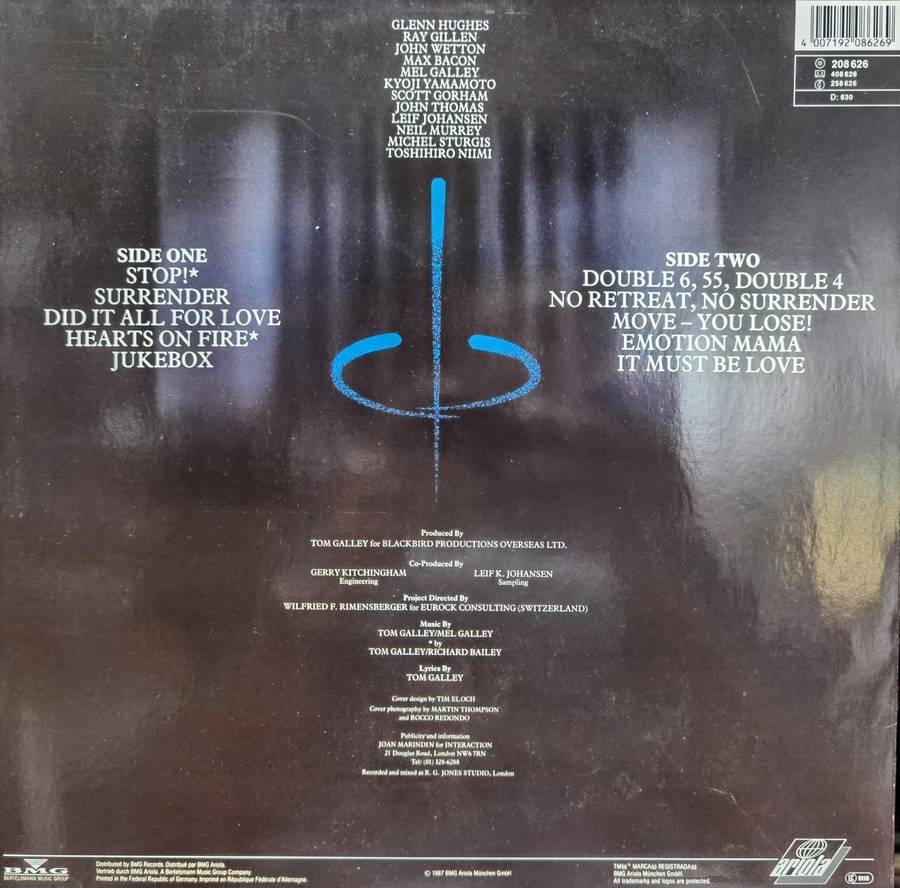 GLENN HUGHES
RAY GILLEN
JOHN WETTON
MAX BACON
MEL GALLEY
KYOJI YAMAMOTO
SCOTT GORHAM
JOHN THOMAS
LEIF JOHANSEN
NEIL MURREY
MICHEL STURGIS
TOSHIHIRO NIIMI
4 007192 086269
208 626
408 626
258 626
D: 630
SIDE ONE
STOP!*
SURRENDER
DID IT ALL FOR LOVE
HEARTS ON FIRE*
JUKEBOX
SIDE TWO
DOUBLE 6, 55, DOUBLE 4
NO RETREAT, NO SURRENDER
MOVE – YOU LOSE!
EMOTION MAMA
IT MUST BE LOVE
Produced By
TOM GALLEY for BLACKBIRD PRODUCTIONS OVERSEAS LTD.
Co-Produced By
GERRY KITCHINGHAM
Engineering
LEIF K. JOHANSEN
Sampling
Project Directed By
WILFRIED F. RIMENSBERGER for EUROCK CONSULTING (SWITZERLAND)
Music By
TOM GALLEY/MEL GALLEY
* by
TOM GALLEY/RICHARD BAILEY
Lyrics By
TOM GALLEY
Cover design by TIM ELOCH
Cover photography by MARTIN THOMPSON
and ROCCO REDONDO
Publicity and information
JOAN MARINDIN for INTERACTION
21 Douglas Road, London NW6 7RN
Tel: (01) 328-6288
Recorded and mixed at R. G. JONES STUDIO, London
BMG
BERTELSMANN MUSIC GROUP
Distributed by BMG Records. Distribué par BMG Ariola.
Vertrieb durch BMG Ariola. A Bertelsmann Music Group Company.
Printed in the Federal Republic of Germany. Imprimé en République Fédérale d'Allemagne.
© 1987 BMG Ariola München GmbH
TM(s)® MARCA(s) REGISTRADA(s)
BMG Ariola München GmbH.
All trademarks and logos are protected.
ariola
LC 0116